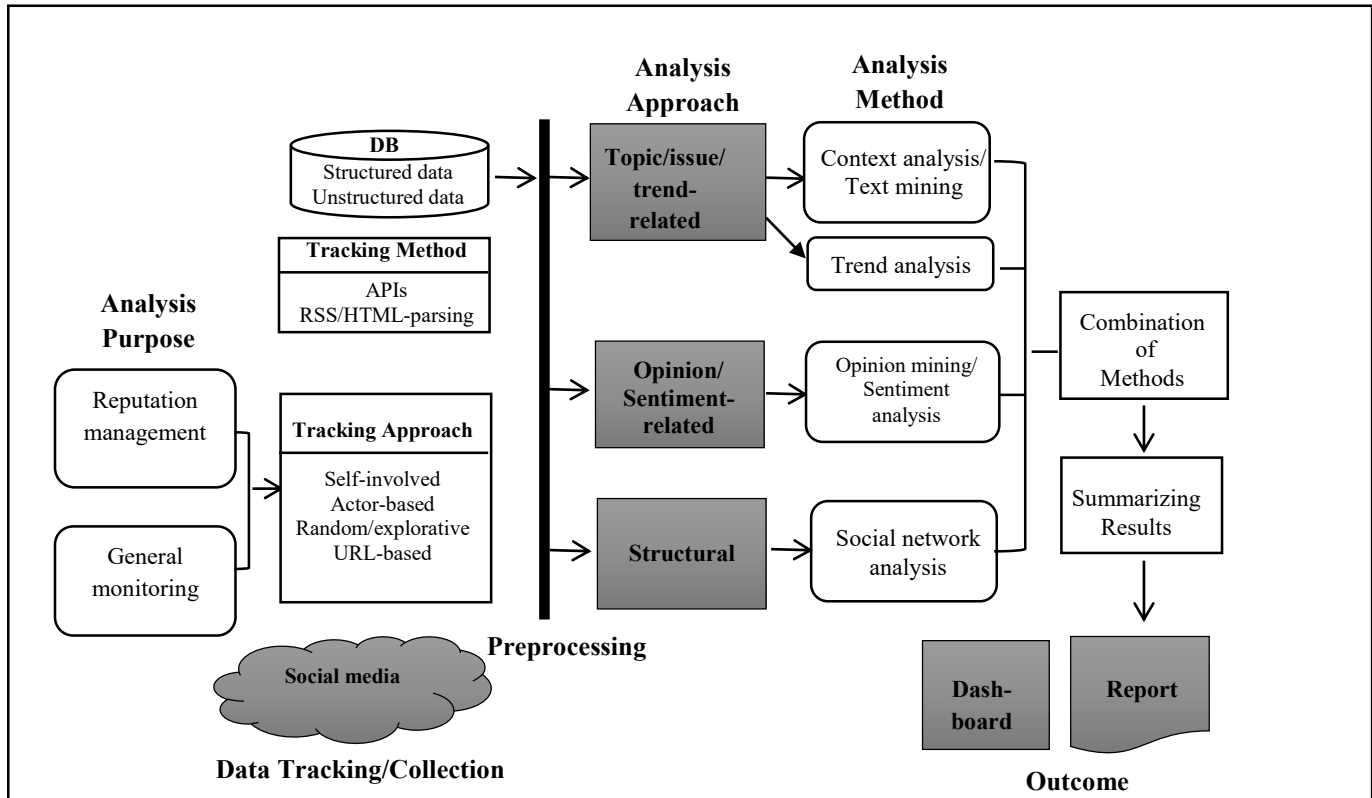 Analysis
Approach
Analysis
Method
DB
Structured data
Unstructured data
Tracking Method
APIs
RSS/HTML-parsing
Analysis
Purpose
Reputation
management
General
monitoring
Tracking Approach
Self-involved
Actor-based
Random/explorative
URL-based
Social media
Data Tracking/Collection
Preprocessing
Topic/issue/
trend-
related
Context analysis/
Text mining
Trend analysis
Opinion/
Sentiment-
related
Opinion mining/
Sentiment
analysis
Structural
Social network
analysis
Combination
of
Methods
Summarizing
Results
Dash-
board
Report
Outcome